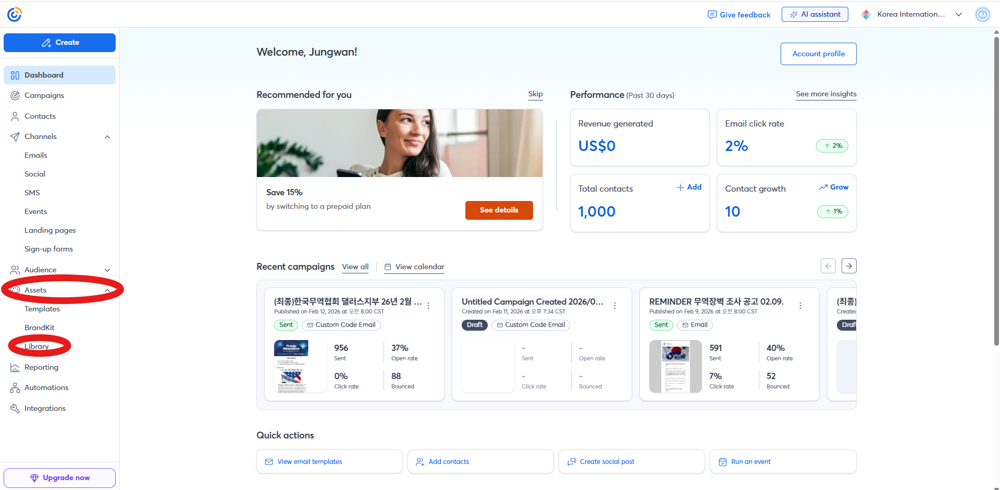 Give feedback
AI assistant
Korea Internation...
Create
Dashboard
Campaigns
Contacts
Channels
Emails
Social
SMS
Events
Landing pages
Sign-up forms
Audience
Assets
Templates
BrandKit
Library
Reporting
Automations
Integrations
Upgrade now
Welcome, Jungwan!
Account profile
Recommended for you
Skip
Save 15%
by switching to a prepaid plan
See details
Performance (Past 30 days)
See more insights
Revenue generated
US$0
Email click rate
2%
2%
Total contacts
Add
1,000
Contact growth
Grow
10
1%
Recent campaigns
View all
View calendar
(최종)한국무역협회 댈러스지부 26년 2월 ...
Published on Feb 12, 2026 at 오전 8:00 CST
Sent
Custom Code Email
Trade
Newsline
956
Sent
37%
Open rate
0%
Click rate
88
Bounced
Untitled Campaign Created 2026/0...
Created on Feb 11, 2026 at 오후 7:34 CST
Draft
Custom Code Email
-
Sent
-
Open rate
-
Click rate
-
Bounced
REMINDER 무역장벽 조사 공고 02.09.
Published on Feb 9, 2026 at 오전 8:00 CST
Sent
Email
591
Sent
40%
Open rate
7%
Click rate
52
Bounced
(최종)
Created
Draft
Quick actions
View email templates
Add contacts
Create social post
Run an event